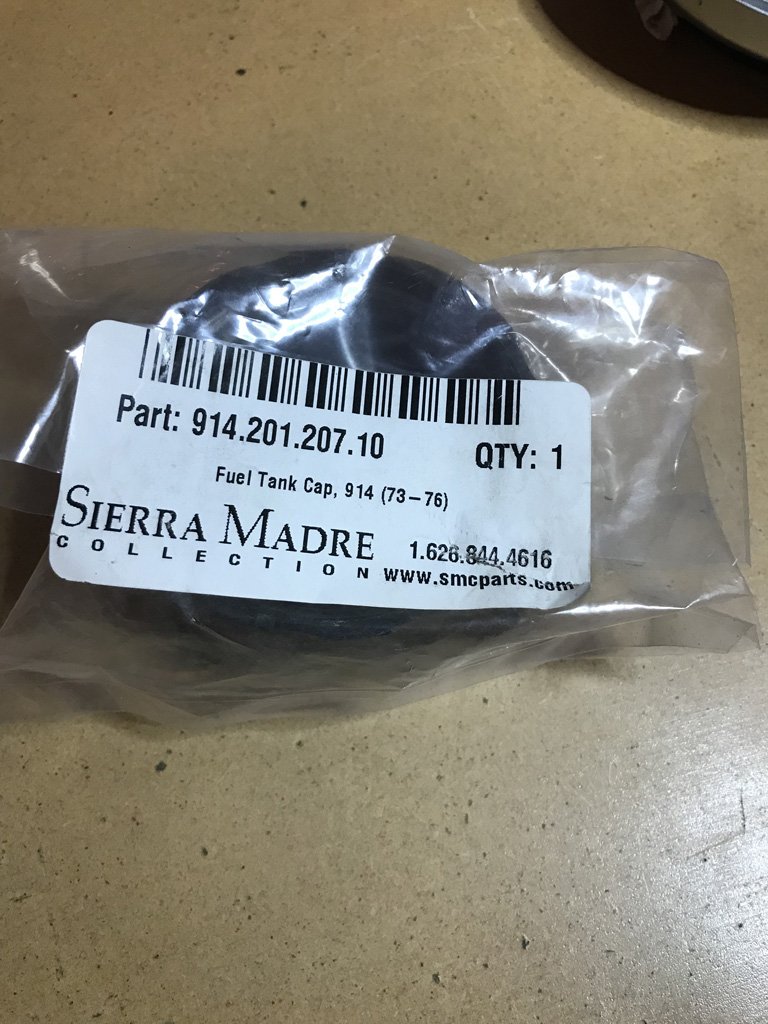 Part: 914.201.207.10 QTY: 1
Fuel Tank Cap, 914 (73-76)
SIERRA MADRE 1.626.844.4616
COLLECTION www.smcparts.com